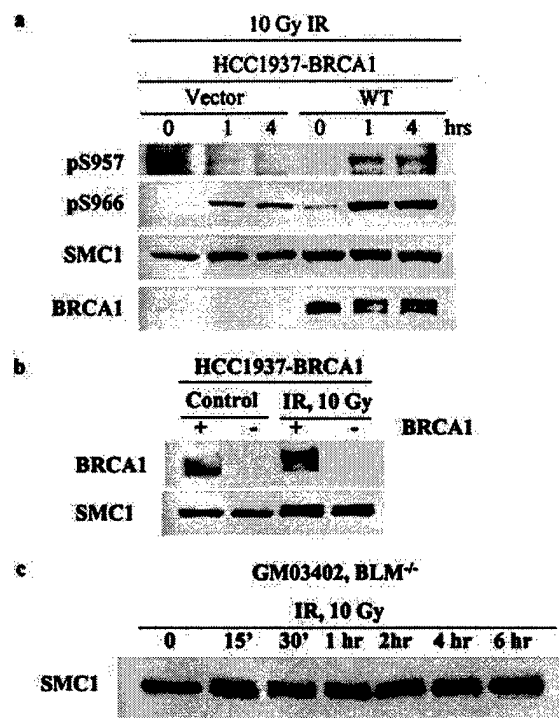 a
10 Gy IR
HCC1937-BRCA1
Vector WT
0 1 4 0 1 4 hrs
pS957
pS966
SMC1
BRCA1
b
HCC1937-BRCA1
Control IR, 10 Gy
+ - + - BRCA1
BRCA1
SMC1
c
GM03402, BLM-/-
IR, 10 Gy
0 15' 30' 1 hr 2hr 4 hr 6 hr
SMC1